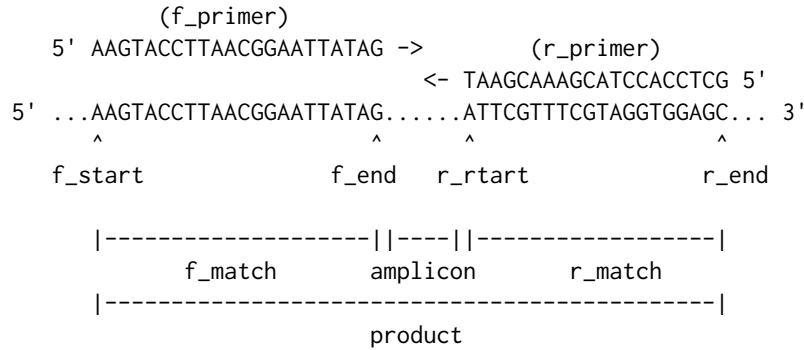 (f_primer)
5' AAGTACCTTAACGGAATTATAG -> (r_primer)
<- TAAGCAAAGCATCCACCTCG 5'
5' ...AAGTACCTTAACGGAATTATAG......ATTCGTTTCGTAGGTGGAGC... 3'
^ ^ ^ ^
f_start f_end r_rtart r_end
|--------------------||----||------------------|
f_match amplicon r_match
|----------------------------------------------|
product